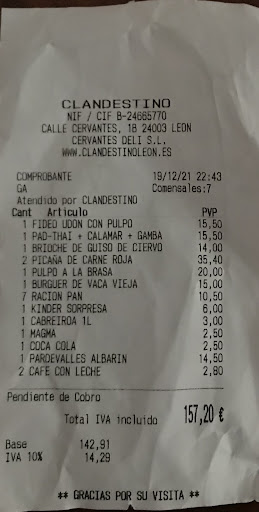 CLANDESTINO
NIF / CIF B-24685770
CALLE CERVANTES, 1B 24003 LEON
CERVANTES DELI S.L.
WWW.CLANDESTINOLEON.ES
COMPROBANTE 19/12/21 22:43
GA Comensales:7
Atendido por CLANDESTINO
Cant Artículo PVP
1 FIDEO UDON CON PULPO 15,50
1 PAD-THAI + CALAMAR + GAMBA 15,50
1 BRIOCHE DE GUISO DE CIERVO 14,00
2 PICAÑA DE CARNE ROJA 35,40
1 PULPO A LA BRASA 20,00
1 BURGUER DE VACA VIEJA 15,00
7 RACION PAN 10,50
1 KINDER SORPRESA 6,00
1 CABREIROA 1L 3,00
1 MAGMA 2,50
1 COCA COLA 2,50
1 PARDEVALLES ALBARIN 14,50
2 CAFE CON LECHE 2,80
Pendiente de Cobro
Total IVA incluido 157,20 €
Base 142,91
IVA 10% 14,29
** GRACIAS POR SU VISITA **